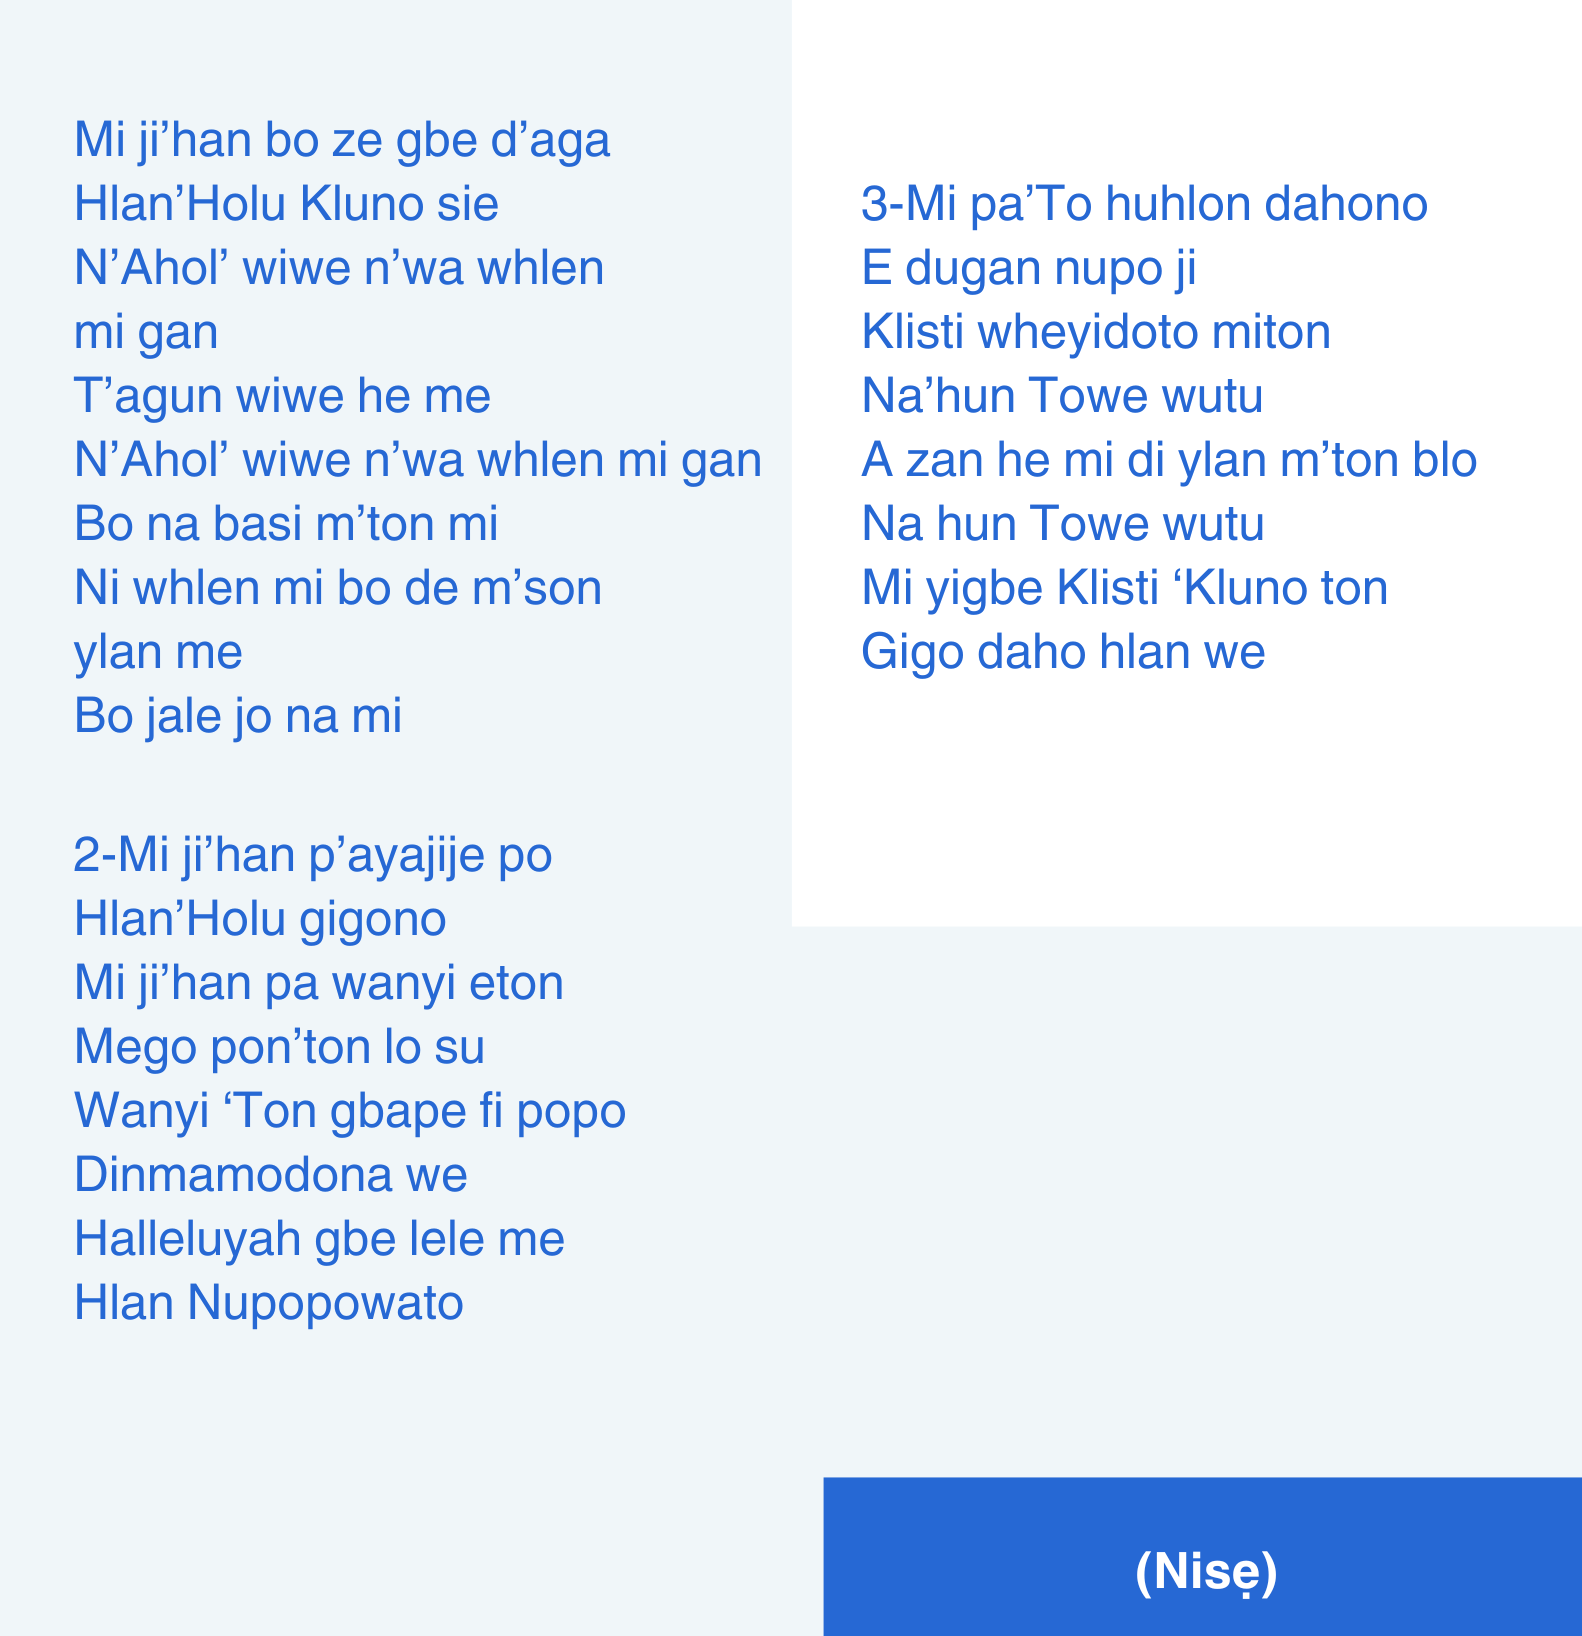 Mi ji’han bo ze gbe d’aga
Hlan’Holu Kluno sie
N’Ahol’ wiwe n’wa whlen
mi gan
T’agun wiwe he me
N’Ahol’ wiwe n’wa whlen mi gan
Bo na basi m’ton mi
Ni whlen mi bo de m’son
ylan me
Bo jale jo na mi
2-Mi ji’han p’ayajije po
Hlan’Holu gigono
Mi ji’han pa wanyi eton
Mego pon’ton lo su
Wanyi ‘Ton gbape fi popo
Dinmamodona we
Halleluyah gbe lele me
Hlan Nupopowato
3-Mi pa’To huhlon dahono
E dugan nupo ji
Klisti wheyidoto miton
Na’hun Towe wutu
A zan he mi di ylan m’ton blo
Na hun Towe wutu
Mi yigbe Klisti ‘Kluno ton
Gigo daho hlan we
(Nisẹ)